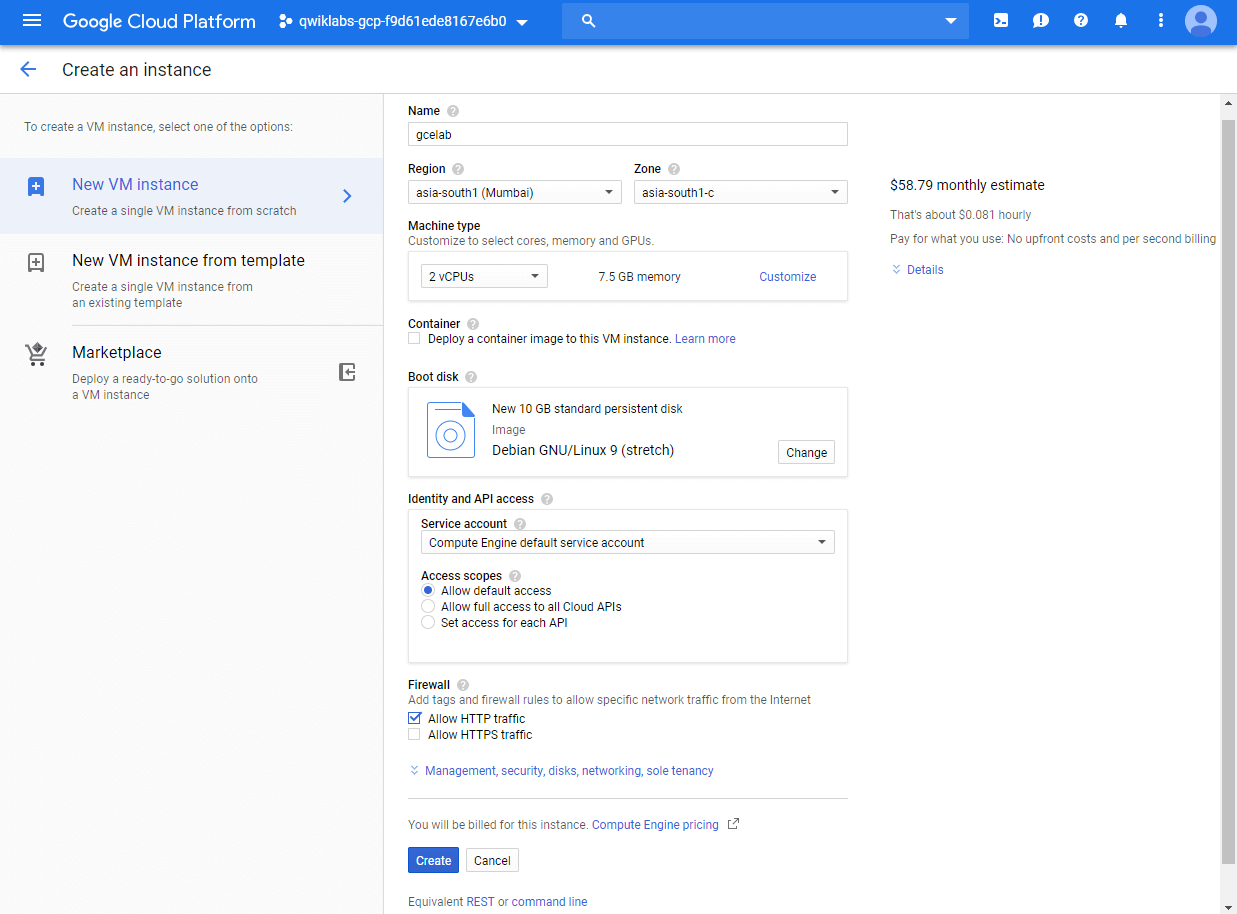 Google Cloud Platform
qwiklabs-gcp-f9d61ede8167e6b0
Create an instance
To create a VM instance, select one of the options:
New VM instance
Create a single VM instance from scratch
New VM instance from template
Create a single VM instance from
an existing template
Marketplace
Deploy a ready-to-go solution onto
a VM instance
Name
gcelab
Region
Zone
asia-south1 (Mumbai)
asia-south1-c
Machine type
Customize to select cores, memory and GPUs.
2 vCPUs
7.5 GB memory
Customize
Container
Deploy a container image to this VM instance. Learn more
Boot disk
New 10 GB standard persistent disk
Image
Debian GNU/Linux 9 (stretch)
Change
Identity and API access
Service account
Compute Engine default service account
Access scopes
Allow default access
Allow full access to all Cloud APIs
Set access for each API
Firewall
Add tags and firewall rules to allow specific network traffic from the Internet
Allow HTTP traffic
Allow HTTPS traffic
Management, security, disks, networking, sole tenancy
You will be billed for this instance. Compute Engine pricing
Create
Cancel
Equivalent REST or command line
$58.79 monthly estimate
That's about $0.081 hourly
Pay for what you use: No upfront costs and per second billing
Details